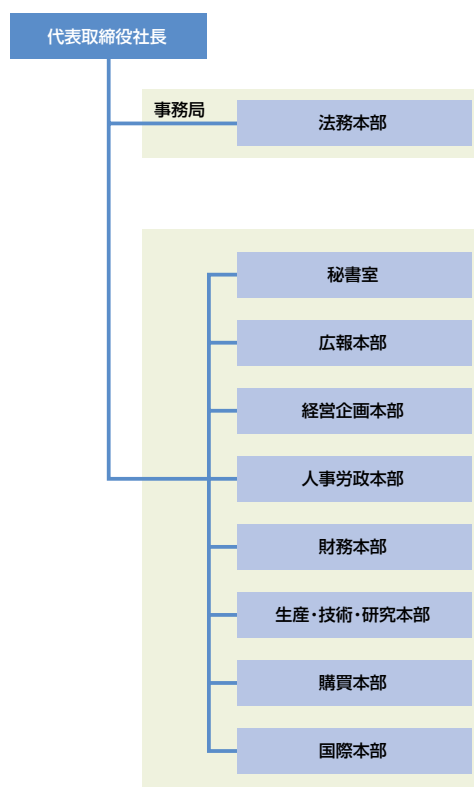 代表取締役社長
事務局
法務本部
秘書室
広報本部
経営企画本部
人事労政本部
財務本部
生産・技術・研究本部
購買本部
国際本部